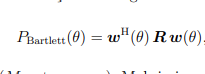 P_Bartlett(θ) = w^H(θ) R w(θ),